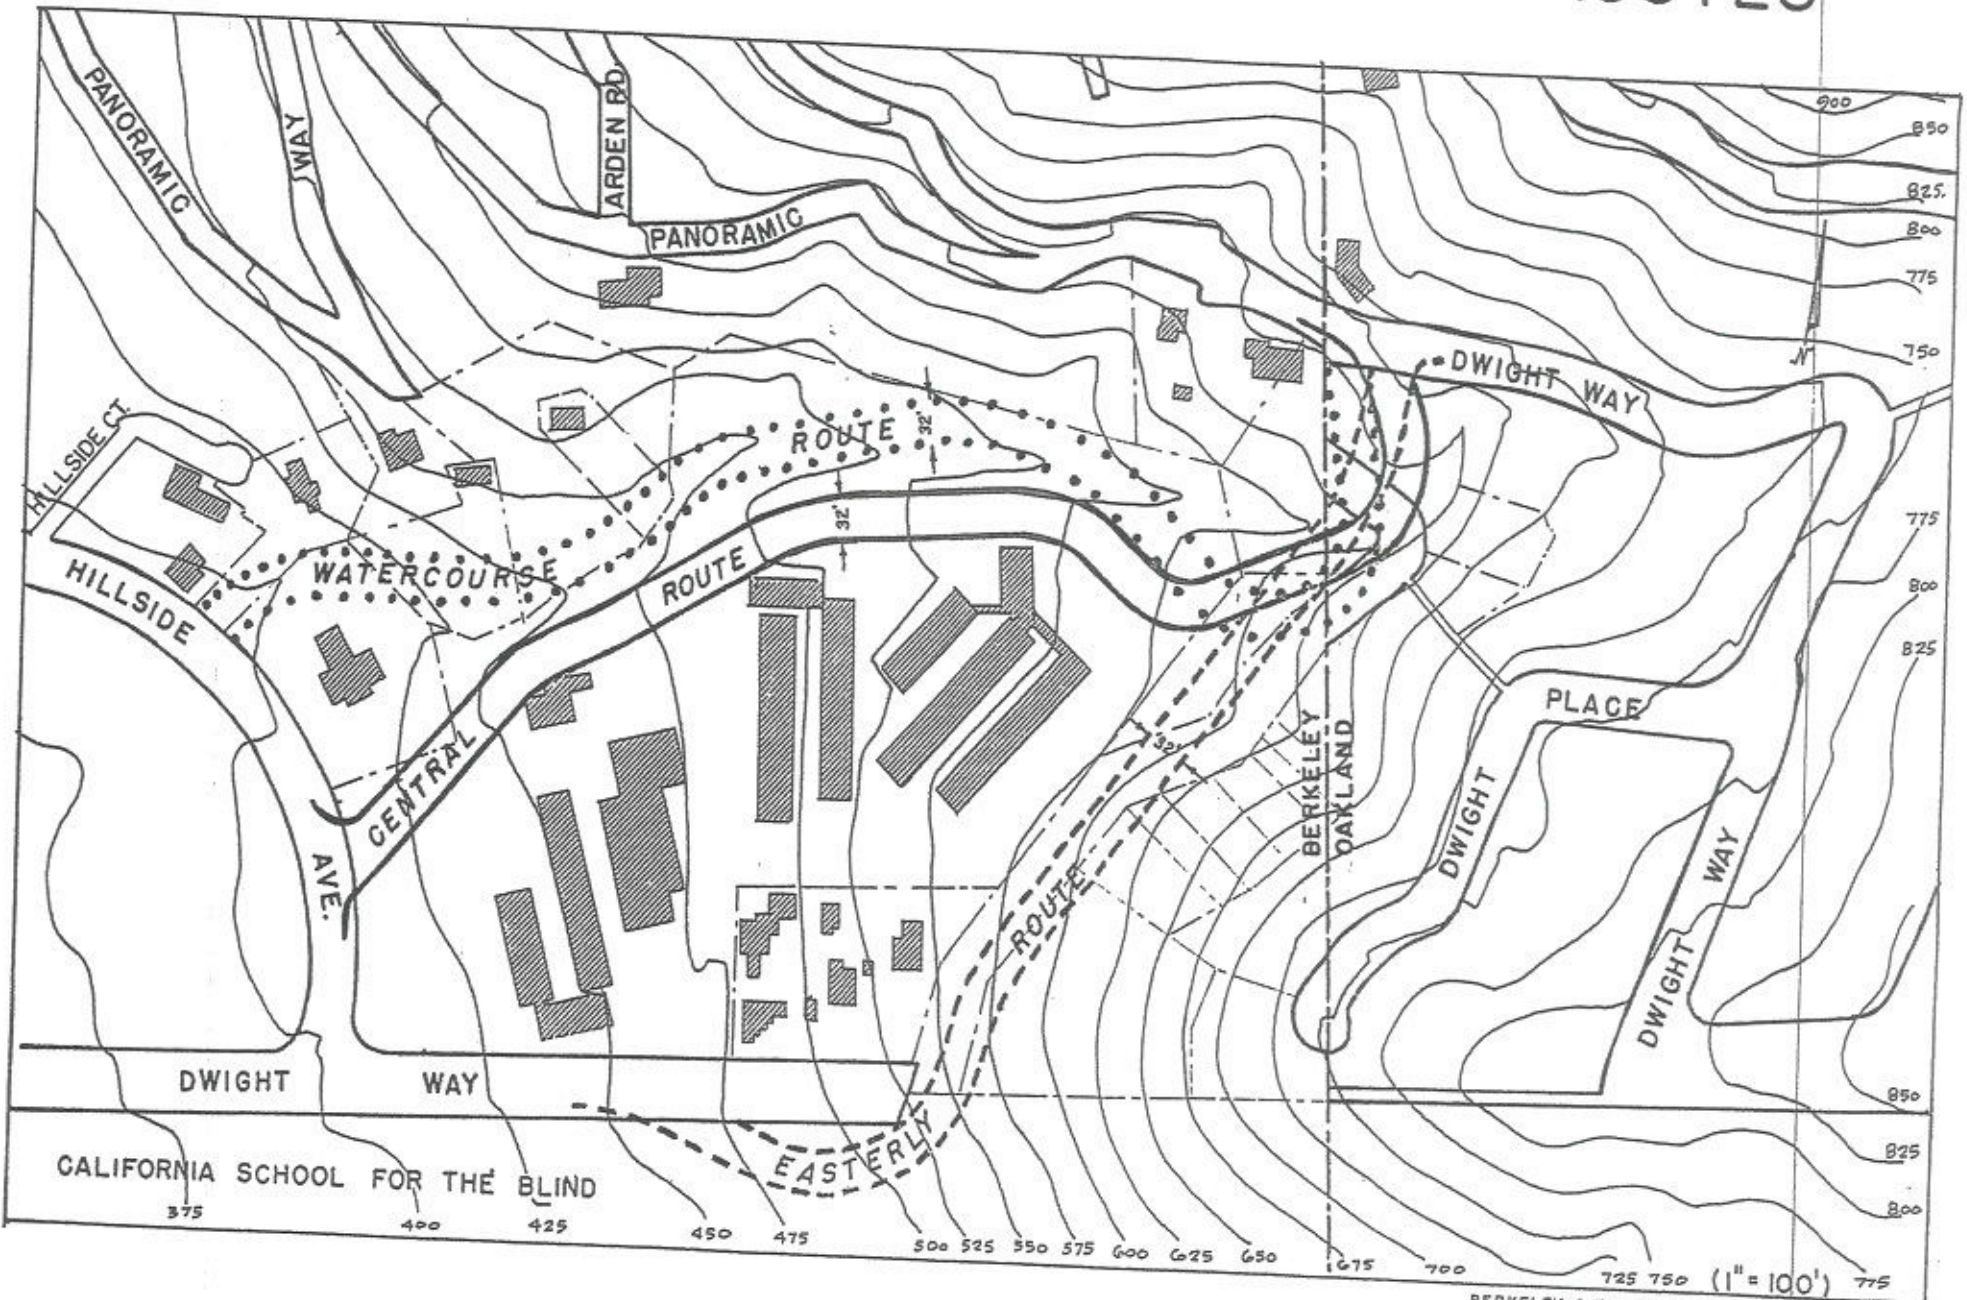 900
850
825.
800
775
750
N
PANORAMIC
WAY
ARDEN RD.
PANORAMIC
DWIGHT WAY
HILLSIDE CT.
ROUTE
32'
32'
WATERCOURSE
ROUTE
HILLSIDE
AVE.
CENTRAL
775
800
825
PLACE
DWIGHT
BERKELEY
OAKLAND
32'
ROUTE
WAY
DWIGHT
DWIGHT WAY
EASTERLY
CALIFORNIA SCHOOL FOR THE BLIND
850
825
800
375
400
425
450
475
500
525
550
575
600
625
650
675
700
725
750
(1" = 100')
775